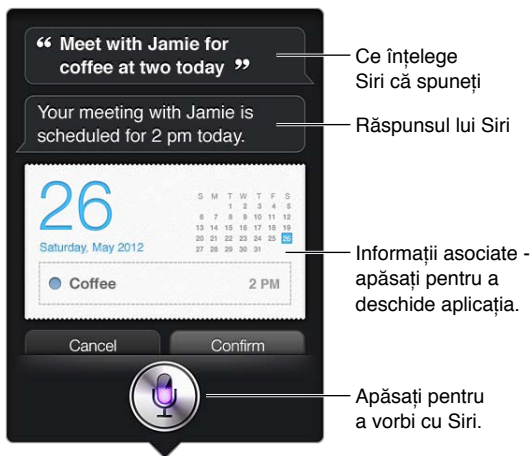 “ Meet with Jamie for
coffee at two today ”
Ce înțelege
Siri că spuneți
Your meeting with Jamie is
scheduled for 2 pm today.
Răspunsul lui Siri
26
Saturday, May 2012
S M T W T F S
1 2 3 4 5
6 7 8 9 10 11 12
13 14 15 16 17 18 19
20 21 22 23 24 25 26
27 28 29 30 31
Coffee 2 PM
Informații asociate -
apăsați pentru a
deschide aplicația.
Cancel Confirm
Apăsați pentru
a vorbi cu Siri.